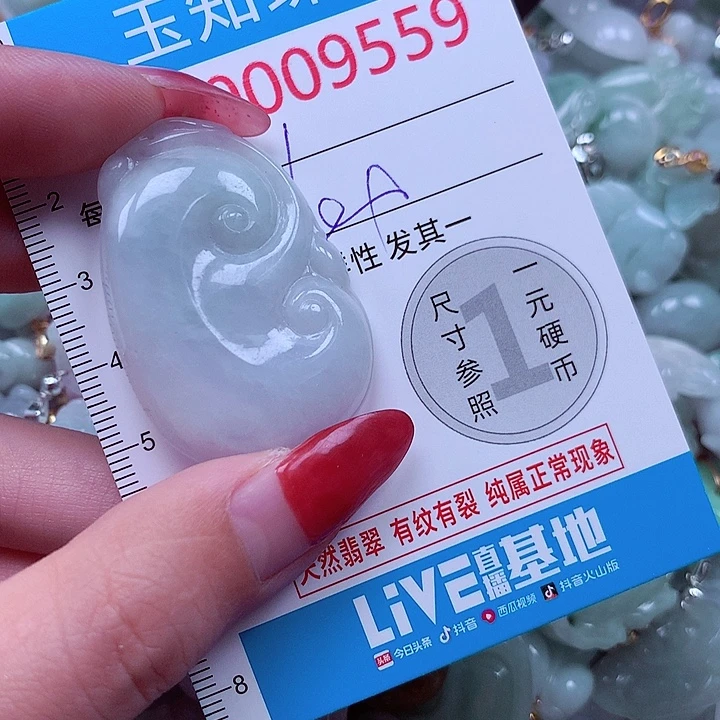 玉知
0009559
2
每
性 发其一
3
4
5
8
1
一元硬币
尺寸参照
天然翡翠 有纹有裂 纯属正常现象
LiVE直播基地
头条 今日头条 抖音 西瓜视频 抖音火山版